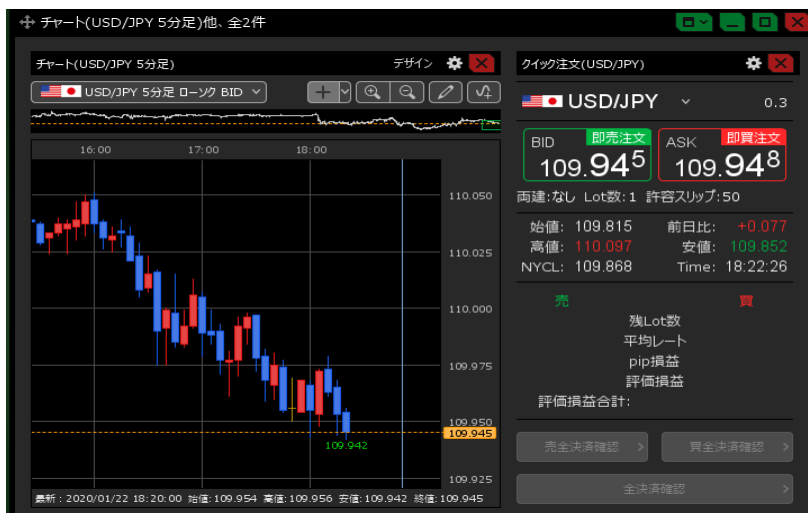 チャート(USD/JPY 5分足)他、全2件
チャート(USD/JPY 5分足)
デザイン
USD/JPY 5分足 ローソク BID
16:00 17:00 18:00
110.050
110.025
110.000
109.975
109.950
109.945
109.942
109.925
最新 : 2020/01/22 18:20:00 始値:109.954 高値:109.956 安値:109.942 終値:109.945
クイック注文(USD/JPY)
USD/JPY 0.3
BID 即売注文 ASK 即買注文
109.945 109.948
両建:なし Lot数:1 許容スリップ:50
始値: 109.815 前日比: +0.077
高値: 110.097 安値: 109.852
NYCL: 109.868 Time: 18:22:26
売 買
残Lot数
平均レート
pip損益
評価損益
評価損益合計:
売全決済確認 買全決済確認
全決済確認